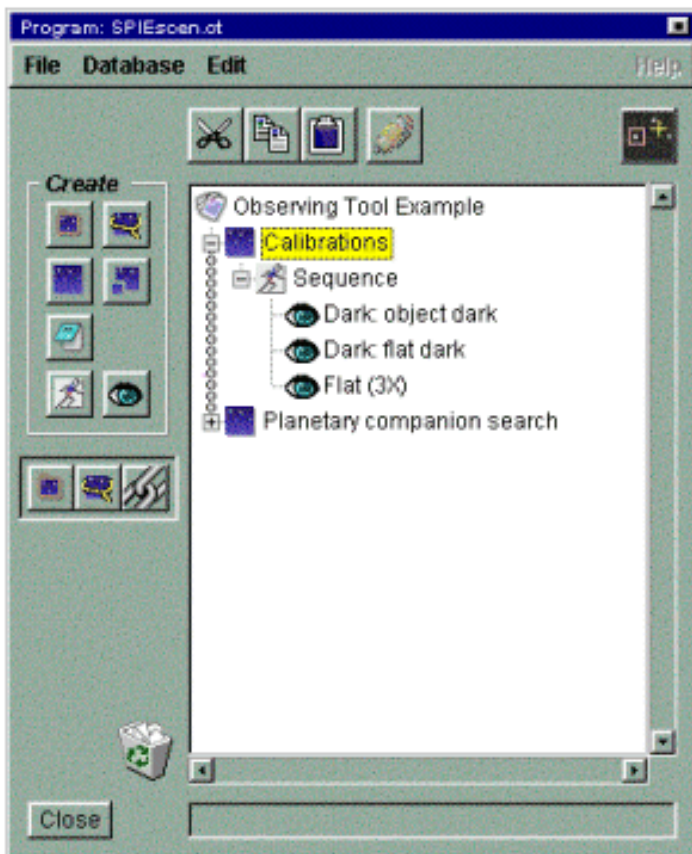 Program: SPIEscen.ot
File Database Edit Help
Create
Observing Tool Example
Calibrations
Sequence
Dark: object dark
Dark: flat dark
Flat (3X)
Planetary companion search
Close